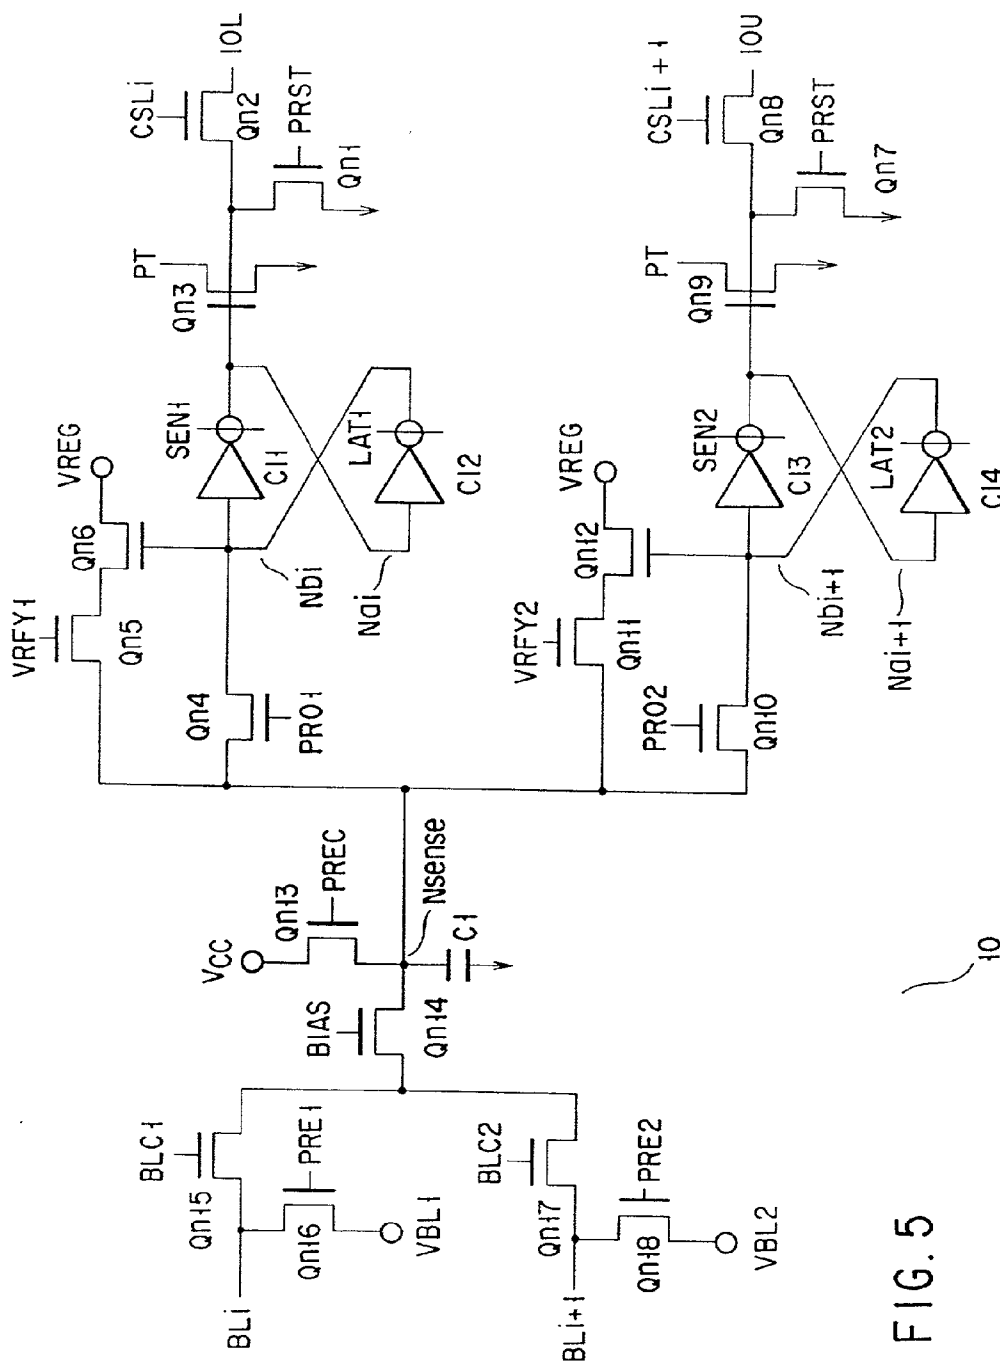 CSLi
IOL
Qn2
PRST
Qn1
PT
Qn3
VREG
Qn6
SEN1
CI1
LAT1
CI2
VRFY1
Qn5
Nbi
Nai
Qn4
PRO1
CSLi+1
IOU
Qn8
PRST
Qn7
PT
Qn9
VREG
Qn12
SEN2
CI3
LAT2
CI4
VRFY2
Qn11
Nbi+1
Nai+1
PRO2
Qn10
VCC
Qn13
PREC
Nsense
C1
BIAS
Qn14
BLC1
Qn15
PRE1
Qn16
VBL1
BLi
BLC2
Qn17
PRE2
Qn18
VBL2
BLi+1
10
FIG. 5